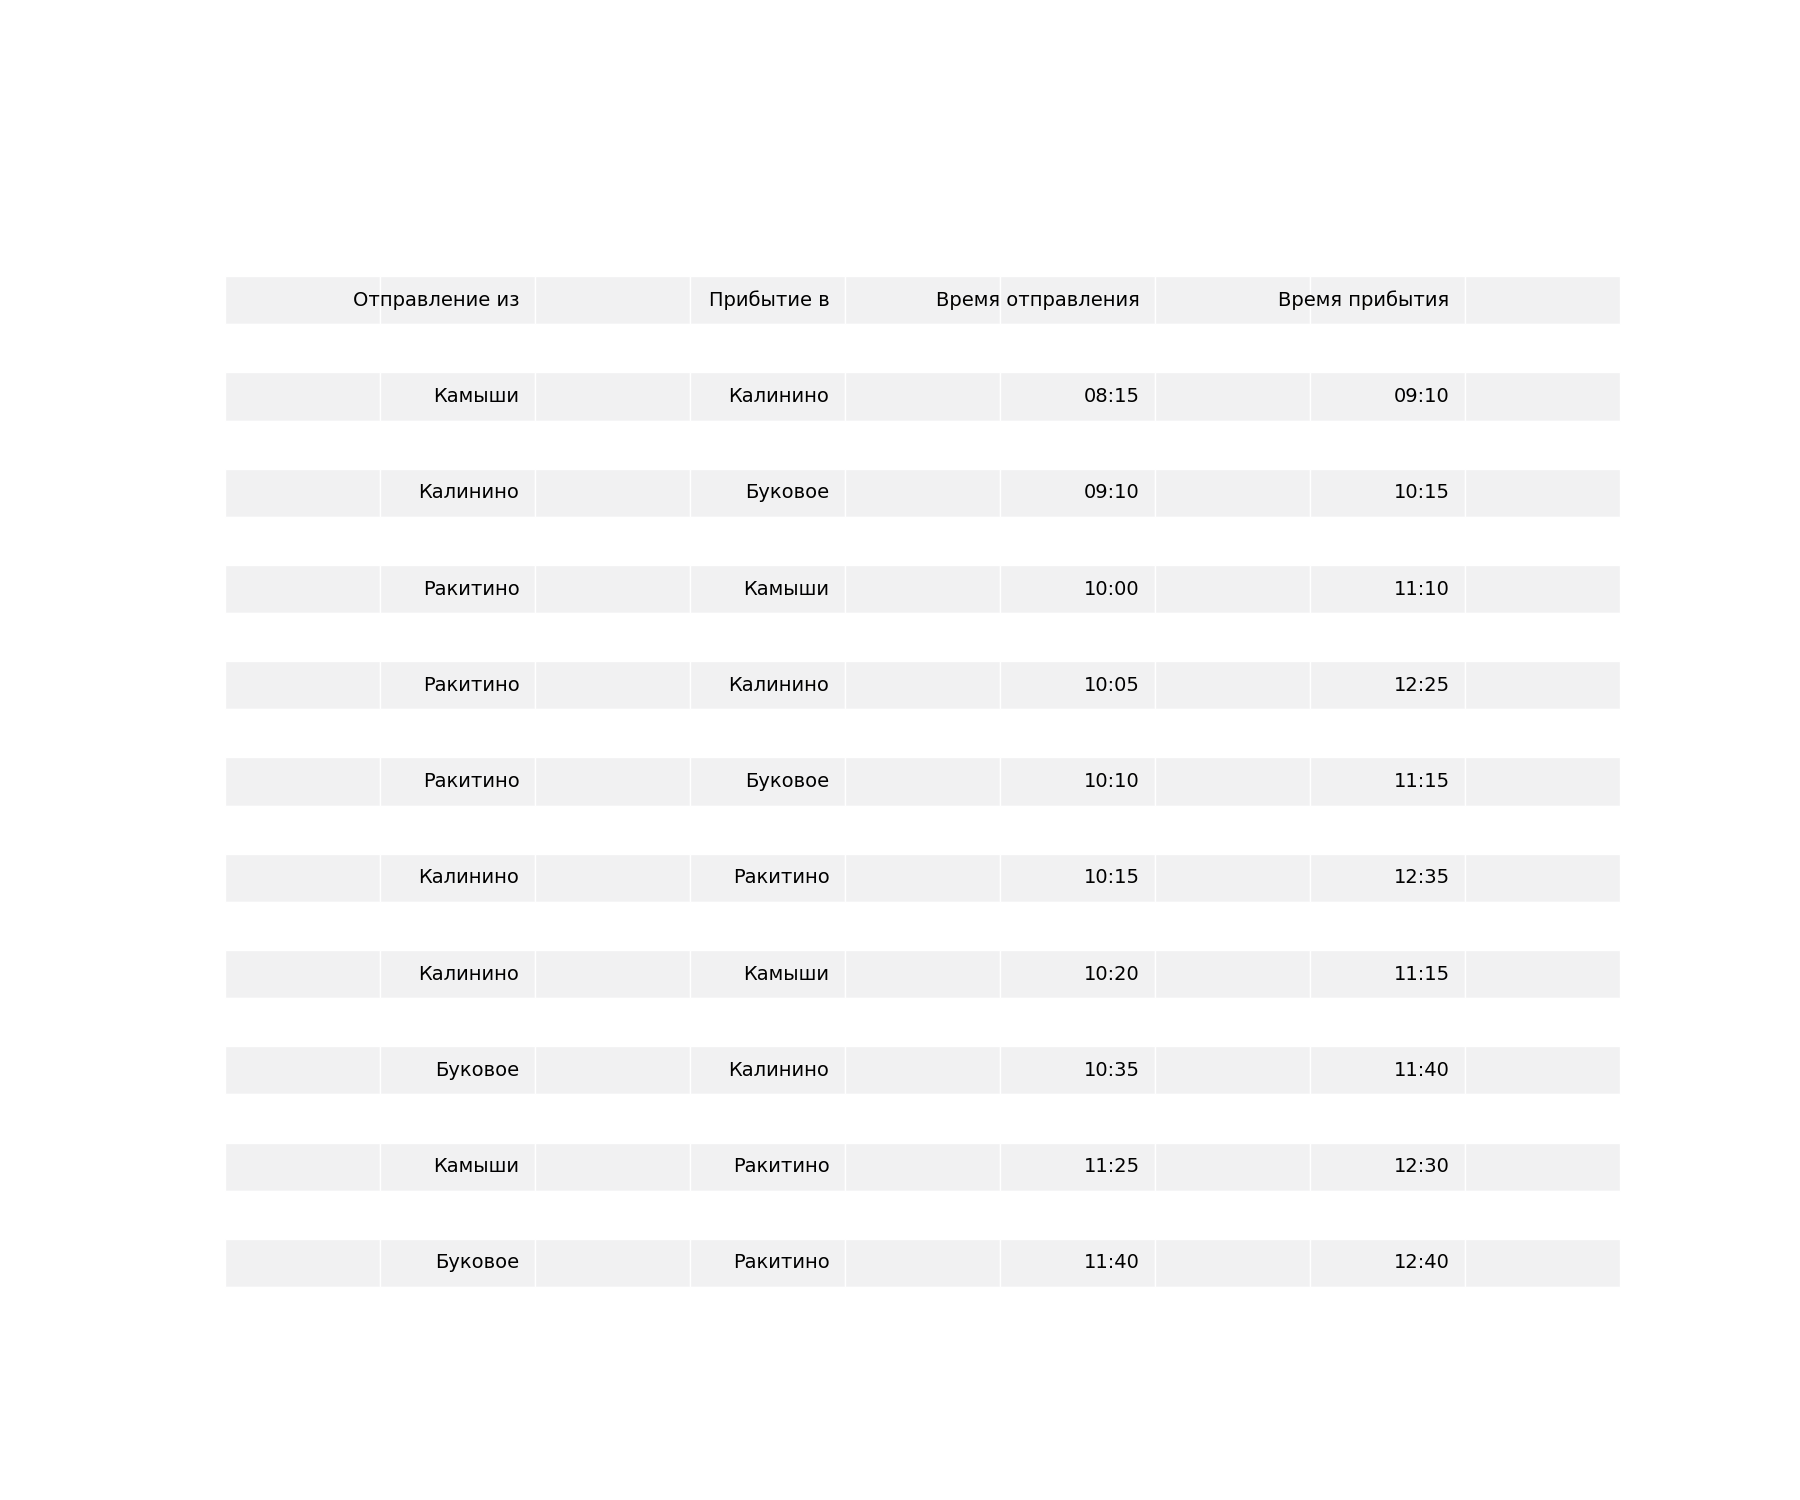 Отправление из Прибытие в Время отправления Время прибытия
Камыши Калинино 08:15 09:10
Калинино Буковое 09:10 10:15
Ракитино Камыши 10:00 11:10
Ракитино Калинино 10:05 12:25
Ракитино Буковое 10:10 11:15
Калинино Ракитино 10:15 12:35
Калинино Камыши 10:20 11:15
Буковое Калинино 10:35 11:40
Камыши Ракитино 11:25 12:30
Буковое Ракитино 11:40 12:40